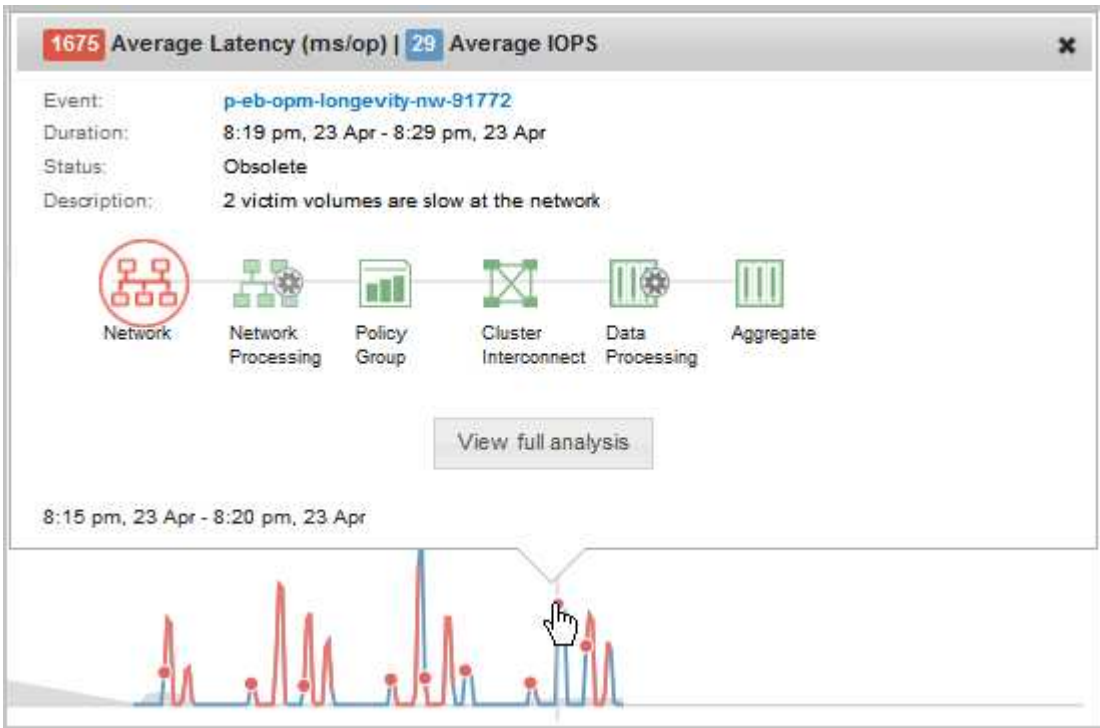 1675 Average Latency (ms/op) | 29 Average IOPS
Event: p-eb-opm-longevity-nw-91772
Duration: 8:19 pm, 23 Apr - 8:29 pm, 23 Apr
Status: Obsolete
Description: 2 victim volumes are slow at the network
Network Network Policy Cluster Data Aggregate
Processing Group Interconnect Processing
View full analysis
8:15 pm, 23 Apr - 8:20 pm, 23 Apr